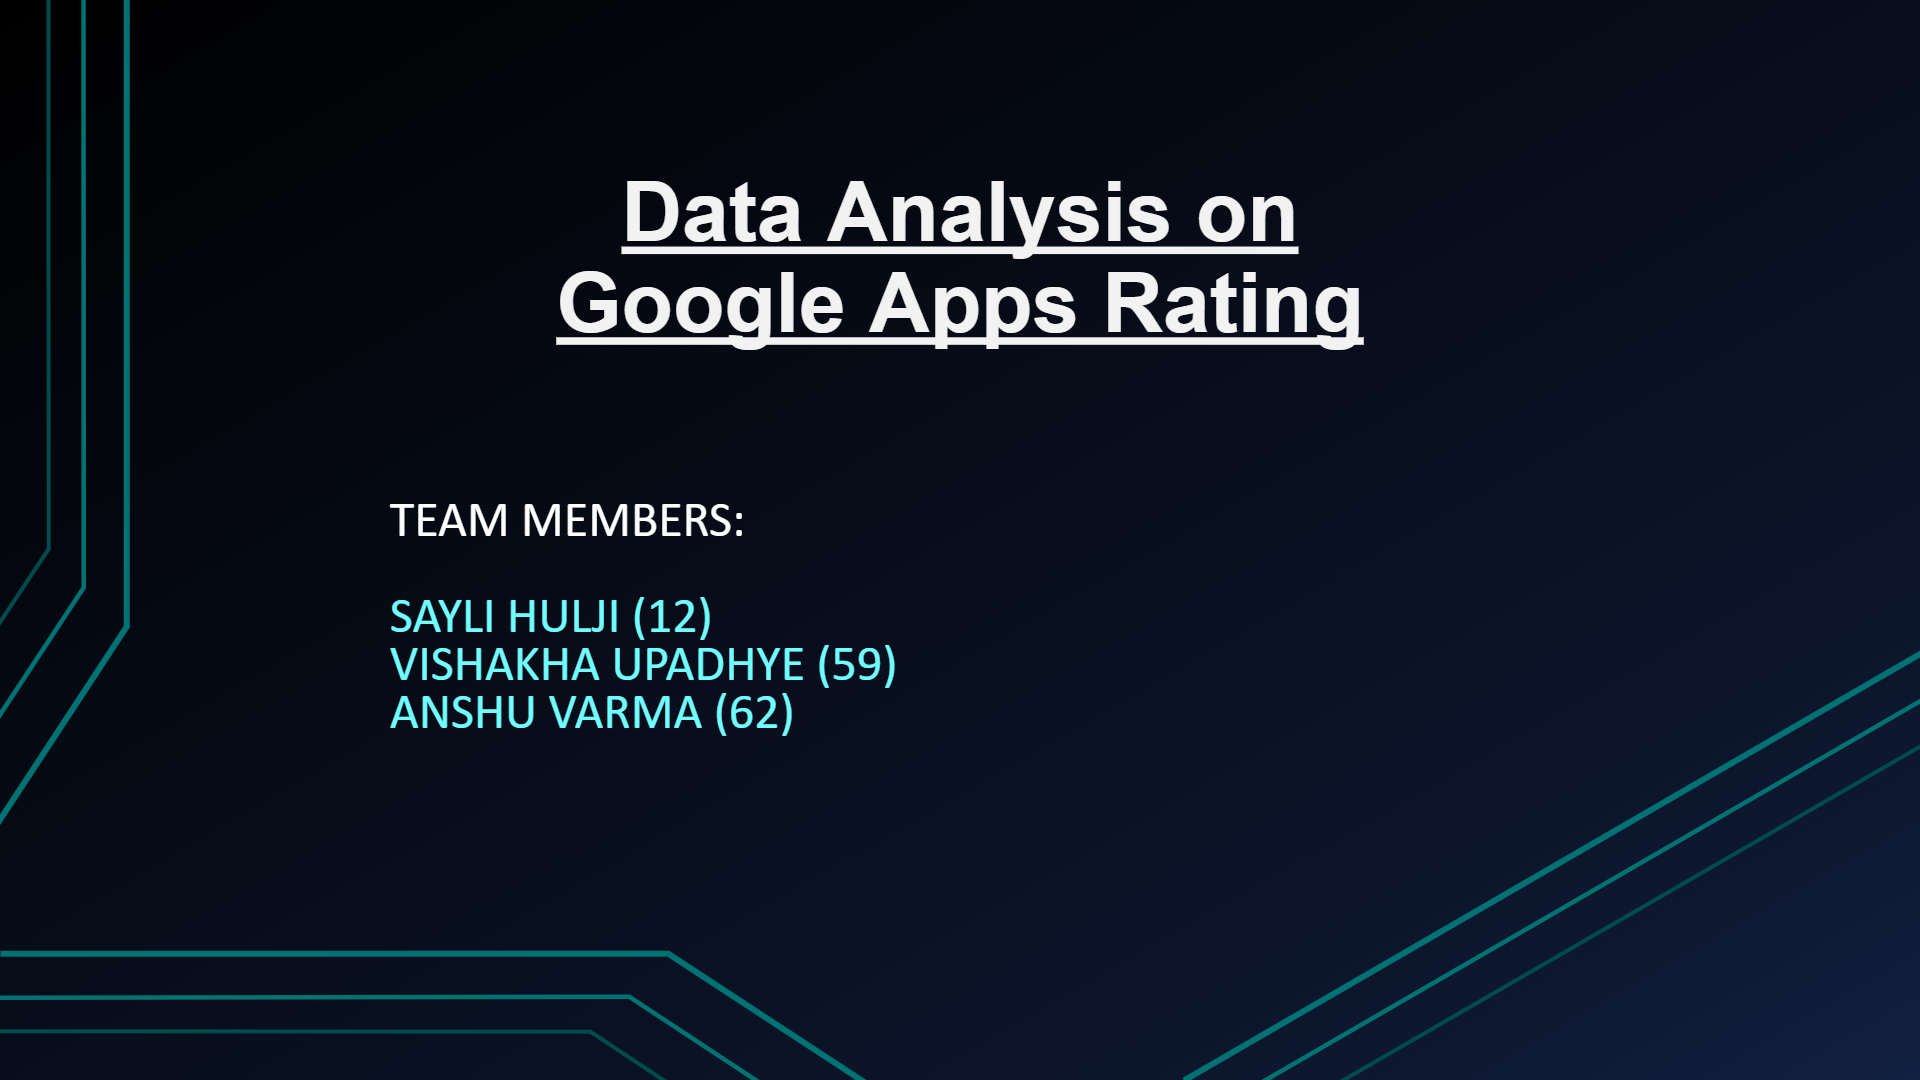 Data Analysis on
Google Apps Rating
TEAM MEMBERS:
SAYLI HULJI (12)
VISHAKHA UPADHYE (59)
ANSHU VARMA (62)